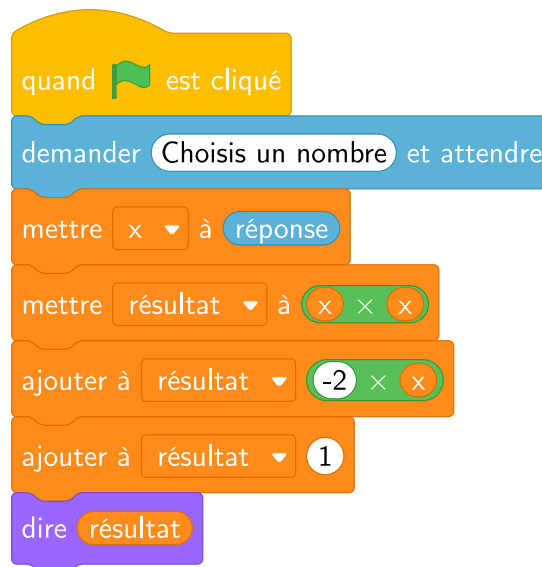 quand est cliqué
demander Choisis un nombre et attendre
mettre x à réponse
mettre résultat à x × x
ajouter à résultat -2 × x
ajouter à résultat 1
dire résultat